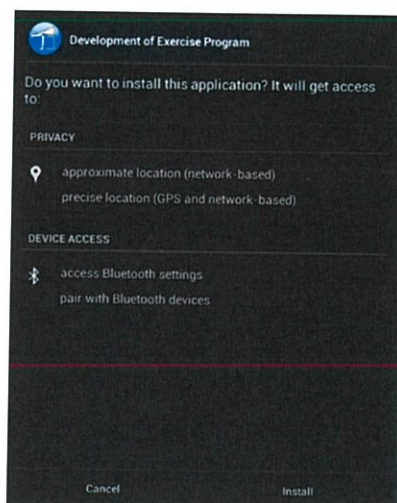 Development of Exercise Program
Do you want to install this application? It will get access
to:
PRIVACY
approximate location (network-based)
precise location (GPS and network-based)
DEVICE ACCESS
access Bluetooth settings
pair with Bluetooth devices
Cancel
Install